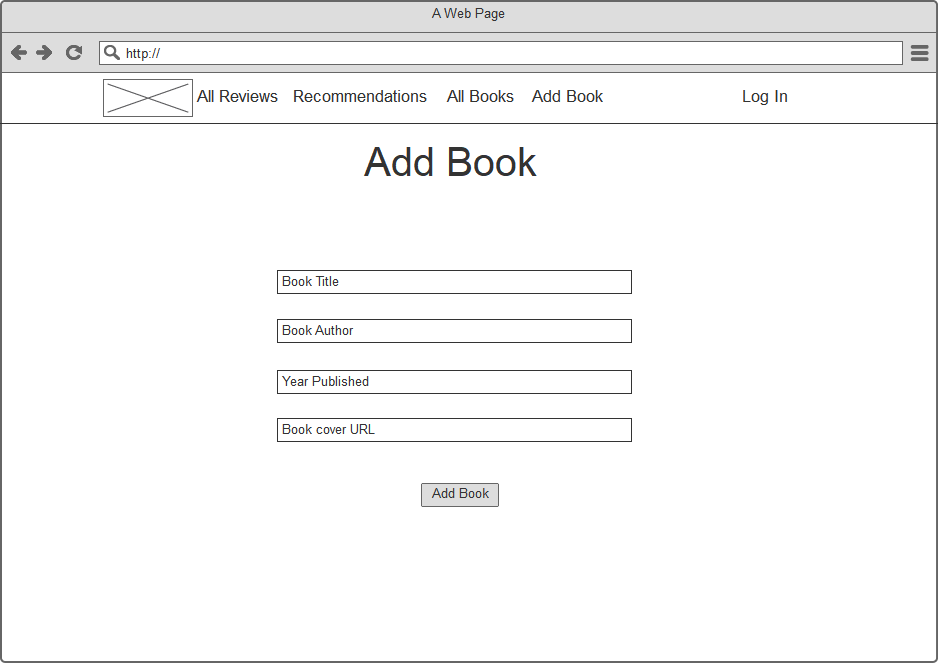 A Web Page
http://
All Reviews Recommendations All Books Add Book Log In
Add Book
Book Title
Book Author
Year Published
Book cover URL
Add Book